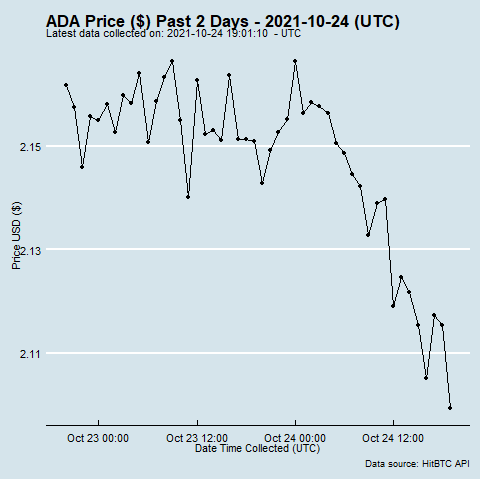 ADA Price ($) Past 2 Days - 2021-10-24 (UTC)
Latest data collected on: 2021-10-24 19:01:10 - UTC
Price USD ($)
2.15
2.13
2.11
Oct 23 00:00 Oct 23 12:00 Oct 24 00:00 Oct 24 12:00
Date Time Collected (UTC)
Data source: HitBTC API